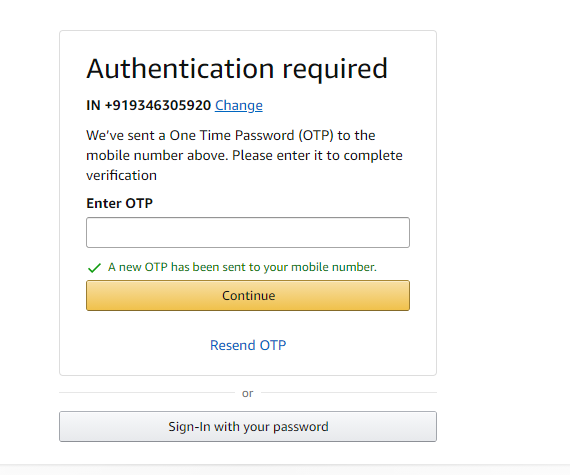 Authentication required
IN +919346305920 Change
We've sent a One Time Password (OTP) to the
mobile number above. Please enter it to complete
verification
Enter OTP
A new OTP has been sent to your mobile number.
Continue
Resend OTP
or
Sign-In with your password